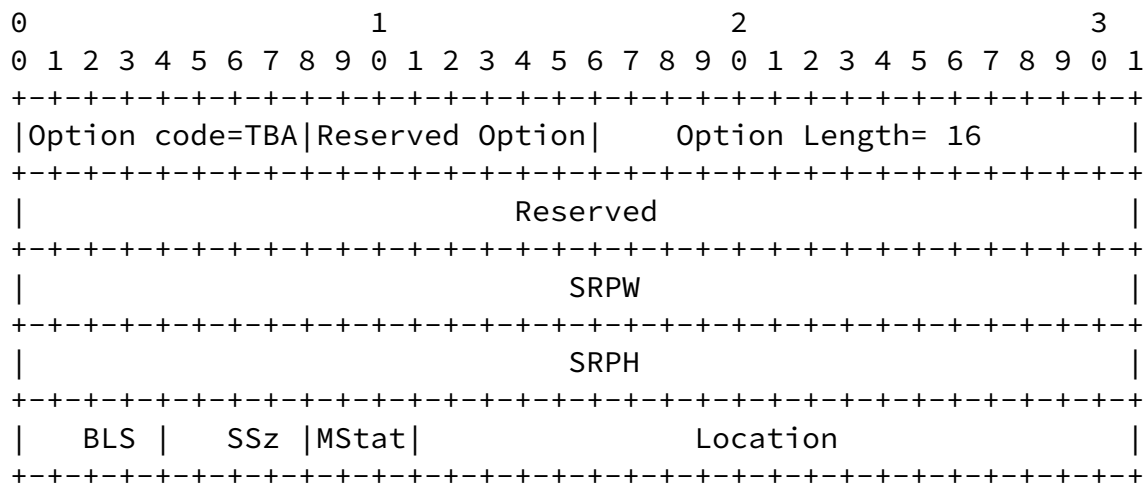 0                   1                   2                   3
0 1 2 3 4 5 6 7 8 9 0 1 2 3 4 5 6 7 8 9 0 1 2 3 4 5 6 7 8 9 0 1
+-+-+-+-+-+-+-+-+-+-+-+-+-+-+-+-+-+-+-+-+-+-+-+-+-+-+-+-+-+-+-+
|Option code=TBA|Reserved Option|    Option Length= 16        |
+-+-+-+-+-+-+-+-+-+-+-+-+-+-+-+-+-+-+-+-+-+-+-+-+-+-+-+-+-+-+-+
|                           Reserved                          |
+-+-+-+-+-+-+-+-+-+-+-+-+-+-+-+-+-+-+-+-+-+-+-+-+-+-+-+-+-+-+-+
|                              SRPW                           |
+-+-+-+-+-+-+-+-+-+-+-+-+-+-+-+-+-+-+-+-+-+-+-+-+-+-+-+-+-+-+-+
|                              SRPH                           |
+-+-+-+-+-+-+-+-+-+-+-+-+-+-+-+-+-+-+-+-+-+-+-+-+-+-+-+-+-+-+-+
|   BLS |   SSz |MStat|               Location                |
+-+-+-+-+-+-+-+-+-+-+-+-+-+-+-+-+-+-+-+-+-+-+-+-+-+-+-+-+-+-+-+